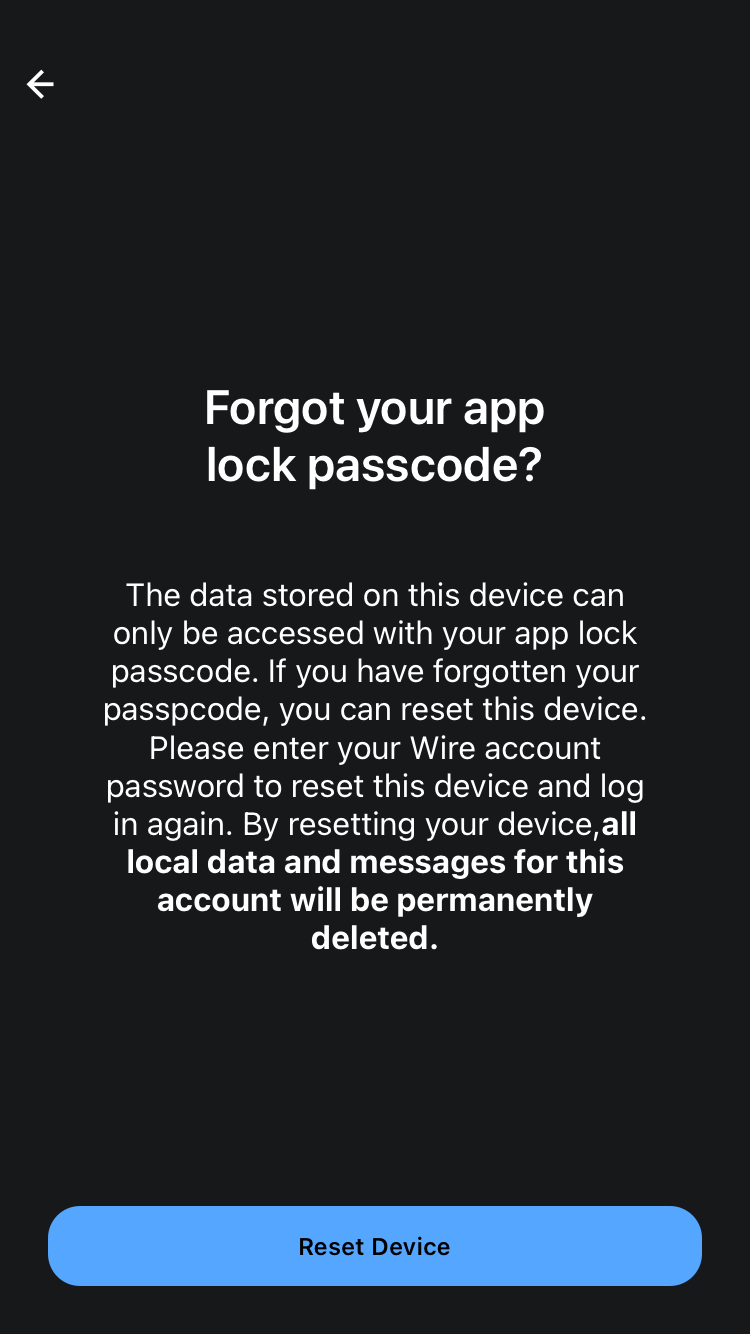 Forgot your app
lock passcode?
The data stored on this device can
only be accessed with your app lock
passcode. If you have forgotten your
passpcode, you can reset this device.
Please enter your Wire account
password to reset this device and log
in again. By resetting your device,all
local data and messages for this
account will be permanently
deleted.
Reset Device